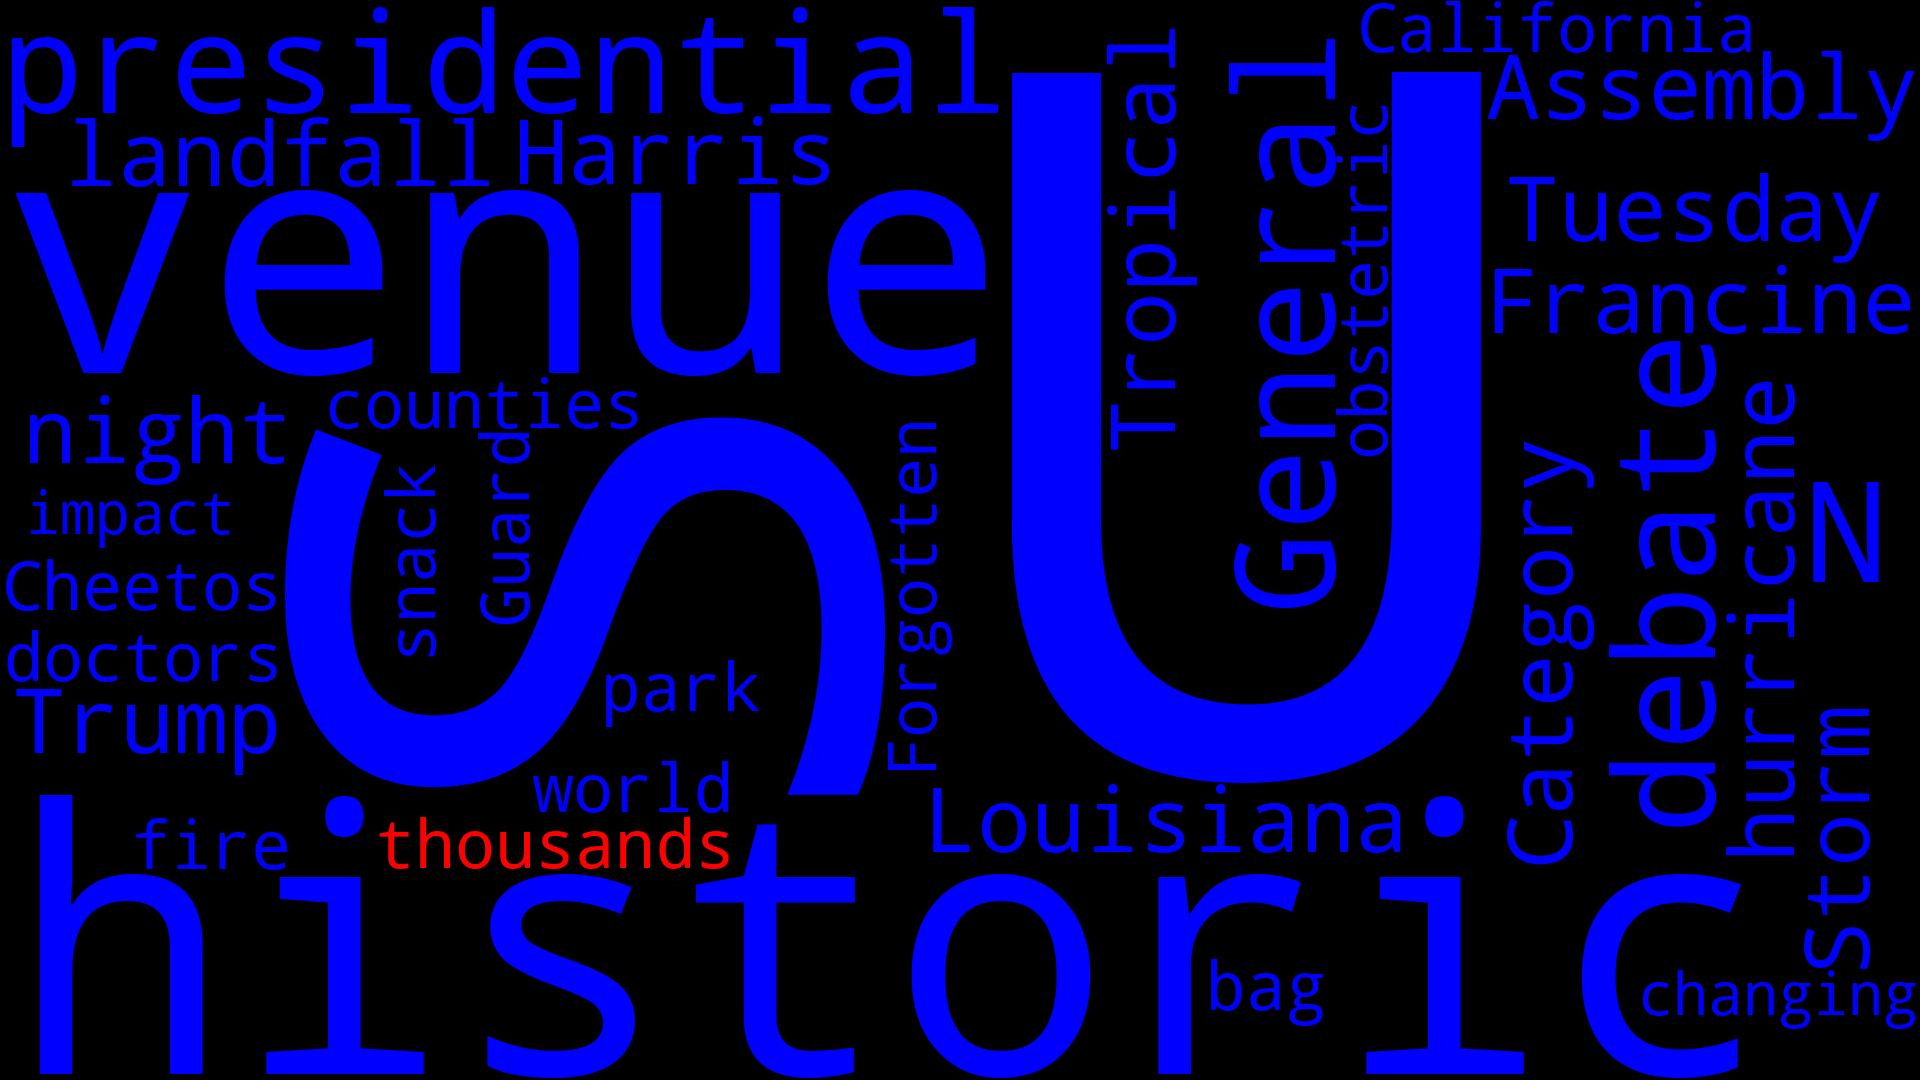 presidential
California
Assembly
landfall Harris
Tropical
General
obstetric
venue
U
Tuesday
Francine
counties
night
snack
Guard
S
Forgotten
Category
debate
hurricane
N
impact
Cheetos
doctors
park
Trump
Storm
world
Louisiana
fire
thousands
historic
bag
changing